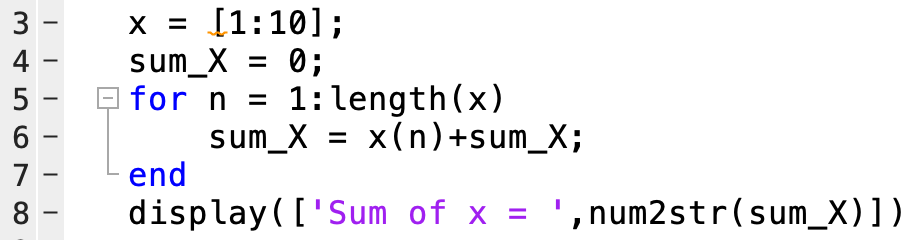 3 – x = [1:10];
4 – sum_X = 0;
5 – for n = 1:length(x)
6 – sum_X = x(n)+sum_X;
7 – end
8 – display(['Sum of x = ',num2str(sum_X)])